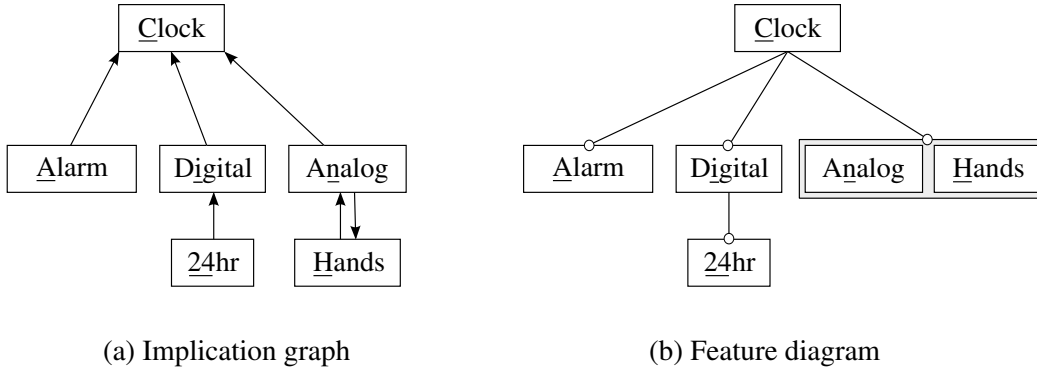 Clock
Alarm
Digital
Analog
24hr
Hands
(a) Implication graph
Clock
Alarm
Digital
Analog
Hands
24hr
(b) Feature diagram